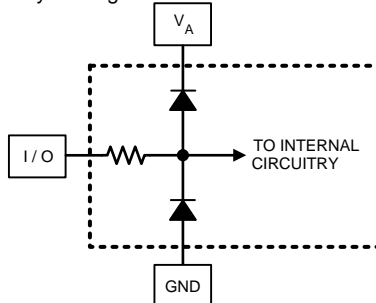 V_A
I / O
TO INTERNAL
CIRCUITRY
GND